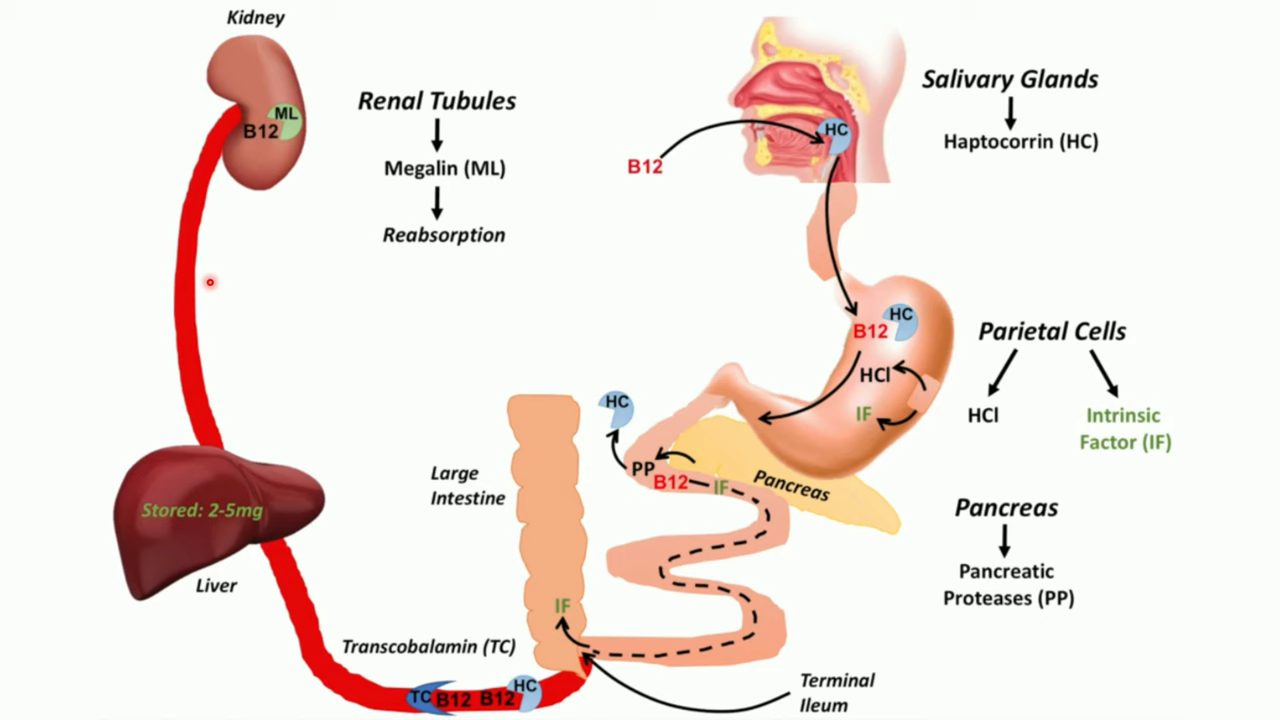 Kidney
ML
B12
Renal Tubules
Megalin (ML)
Reabsorption
B12
HC
Salivary Glands
Haptocorrin (HC)
HC
B12
HCl
IF
Parietal Cells
HCl
Intrinsic
Factor (IF)
HC
PP
B12
IF
Pancreas
Large
Intestine
Pancreas
Pancreatic
Proteases (PP)
Stored: 2-5mg
Liver
IF
Transcobalamin (TC)
TC
B12
B12
HC
Terminal
Ileum